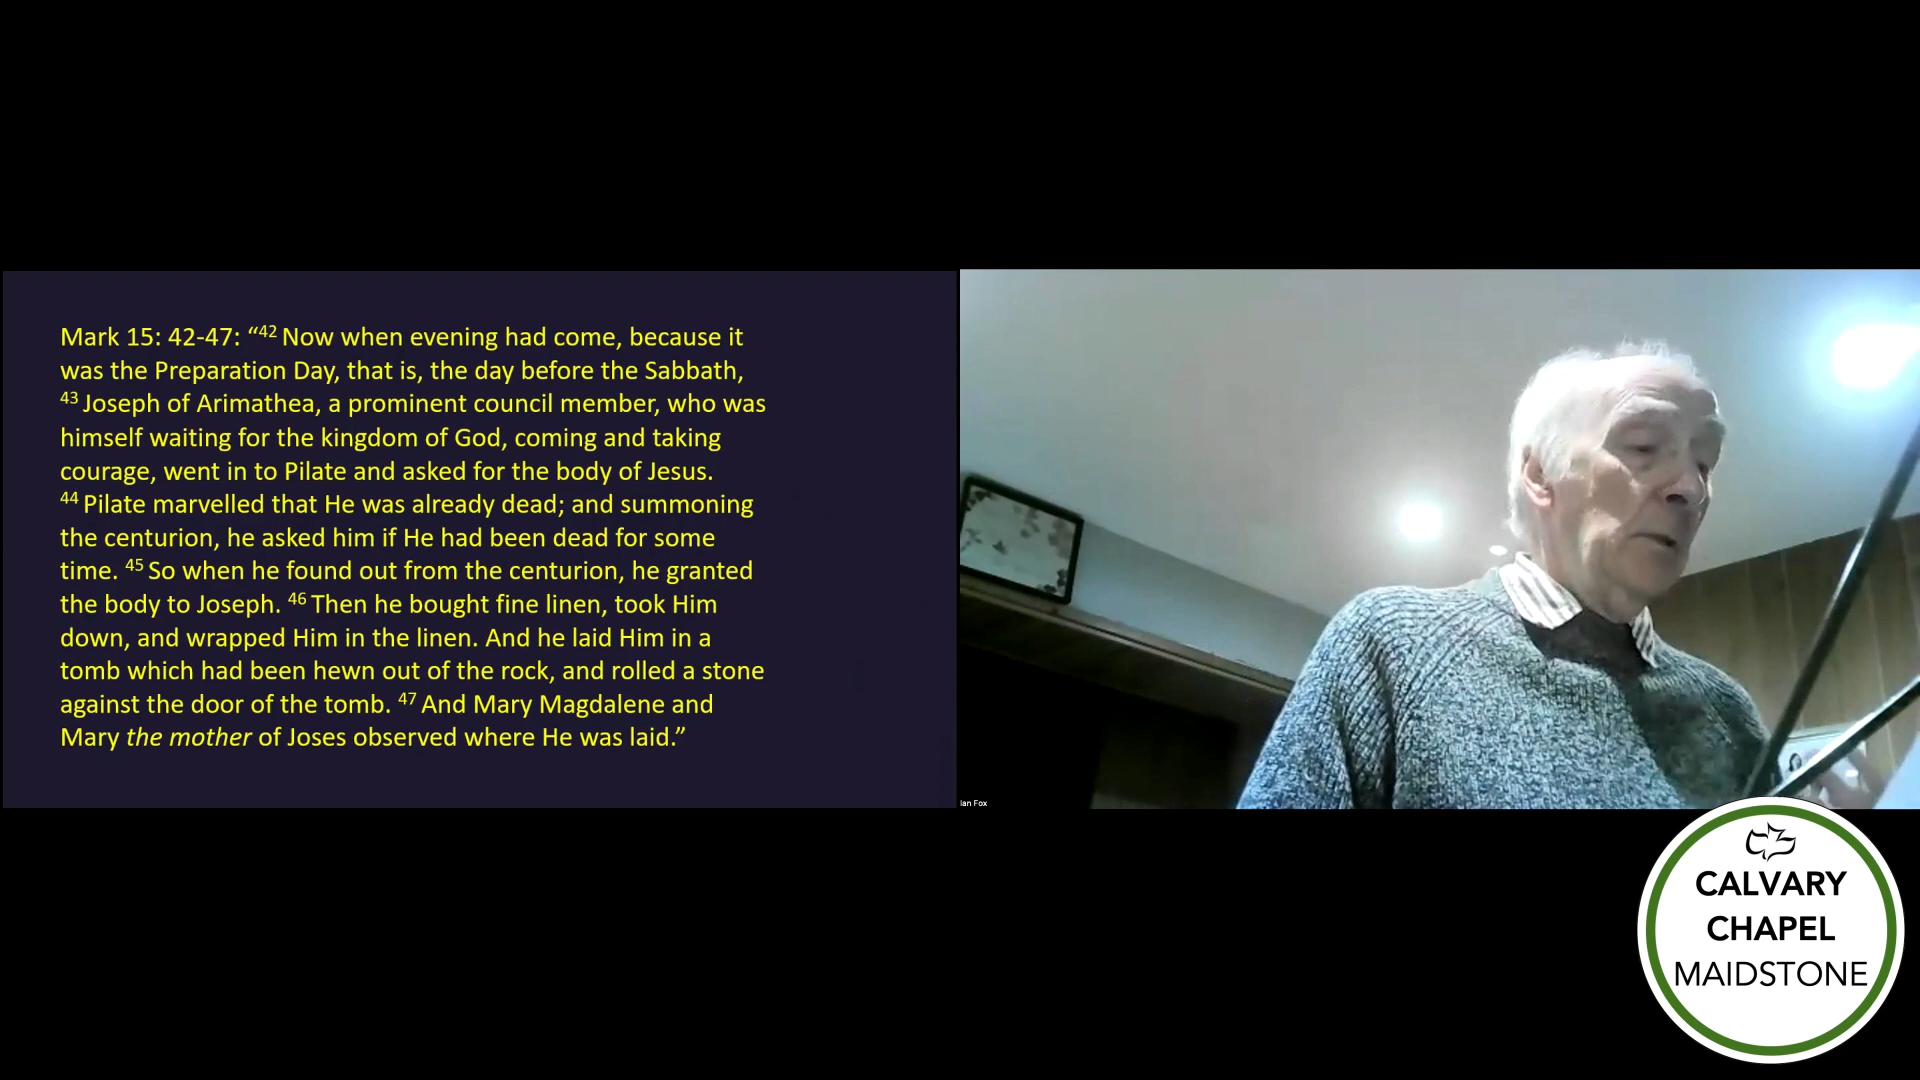 Mark 15: 42-47: “42 Now when evening had come, because it
was the Preparation Day, that is, the day before the Sabbath,
43 Joseph of Arimathea, a prominent council member, who was
himself waiting for the kingdom of God, coming and taking
courage, went in to Pilate and asked for the body of Jesus.
44 Pilate marvelled that He was already dead; and summoning
the centurion, he asked him if He had been dead for some
time. 45 So when he found out from the centurion, he granted
the body to Joseph. 46 Then he bought fine linen, took Him
down, and wrapped Him in the linen. And he laid Him in a
tomb which had been hewn out of the rock, and rolled a stone
against the door of the tomb. 47 And Mary Magdalene and
Mary the mother of Joses observed where He was laid.”
Ian Fox
CALVARY
CHAPEL
MAIDSTONE